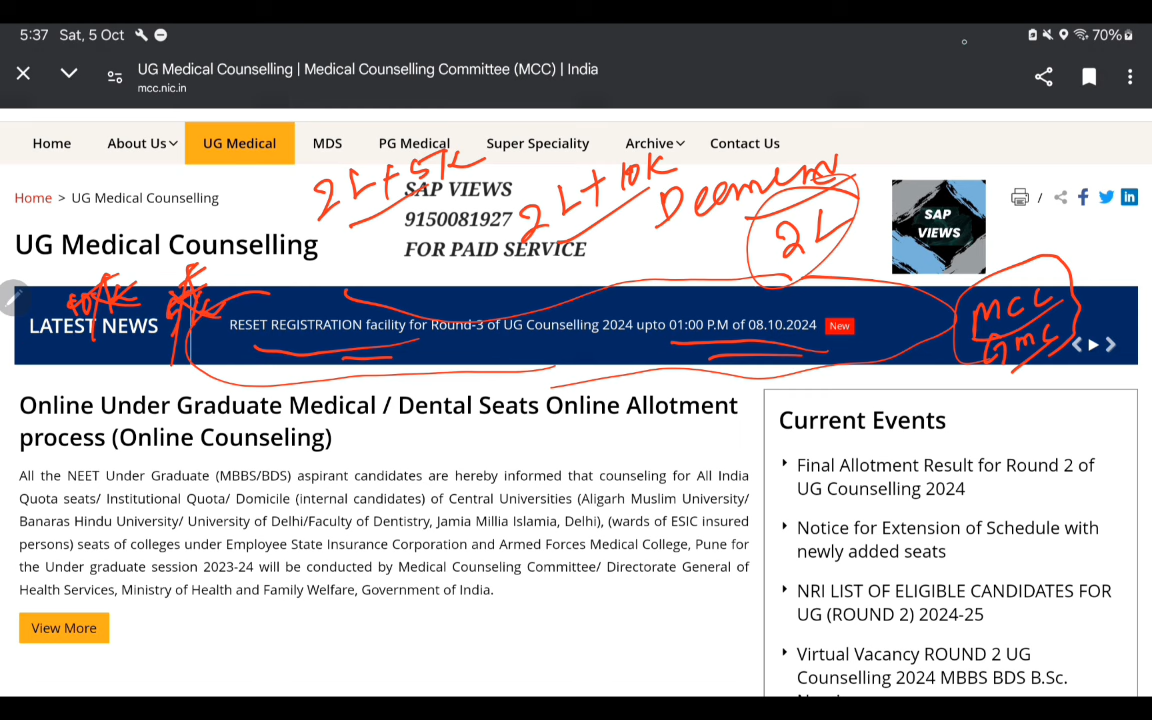 5:37 Sat, 5 Oct 70%
UG Medical Counselling | Medical Counselling Committee (MCC) | India
mcc.nic.in
Home About Us UG Medical MDS PG Medical Super Speciality Archive Contact Us
2 L + 5K
2 L + 10K
Deemed
2 L
Home > UG Medical Counselling
SAP VIEWS
9150081927
FOR PAID SERVICE
SAP
VIEWS
UG Medical Counselling
LATEST NEWS
RESET REGISTRATION facility for Round-3 of UG Counselling 2024 upto 01:00 P.M of 08.10.2024 New
MCC
GMC
Online Under Graduate Medical / Dental Seats Online Allotment
process (Online Counseling)
All the NEET Under Graduate (MBBS/BDS) aspirant candidates are hereby informed that counseling for All India
Quota seats/ Institutional Quota/ Domicile (internal candidates) of Central Universities (Aligarh Muslim University/
Banaras Hindu University/ University of Delhi/Faculty of Dentistry, Jamia Millia Islamia, Delhi), (wards of ESIC insured
persons) seats of colleges under Employee State Insurance Corporation and Armed Forces Medical College, Pune for
the Under graduate session 2023-24 will be conducted by Medical Counseling Committee/ Directorate General of
Health Services, Ministry of Health and Family Welfare, Government of India.
View More
Current Events
Final Allotment Result for Round 2 of
UG Counselling 2024
Notice for Extension of Schedule with
newly added seats
NRI LIST OF ELIGIBLE CANDIDATES FOR
UG (ROUND 2) 2024-25
Virtual Vacancy ROUND 2 UG
Counselling 2024 MBBS BDS B.Sc.